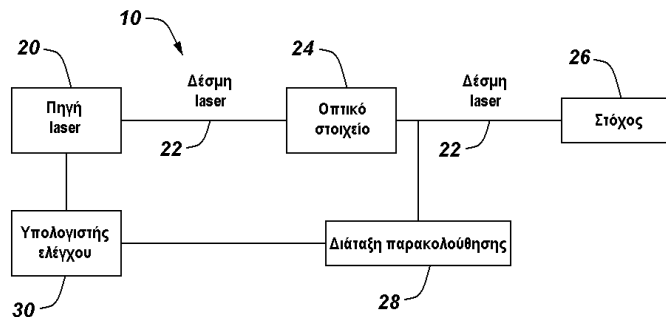 10
20
24
26
Δέσμη
laser
Δέσμη
laser
Πηγή
laser
Οπτικό
στοιχείο
Στόχος
22
22
Υπολογιστής
ελέγχου
Διάταξη παρακολούθησης
30
28